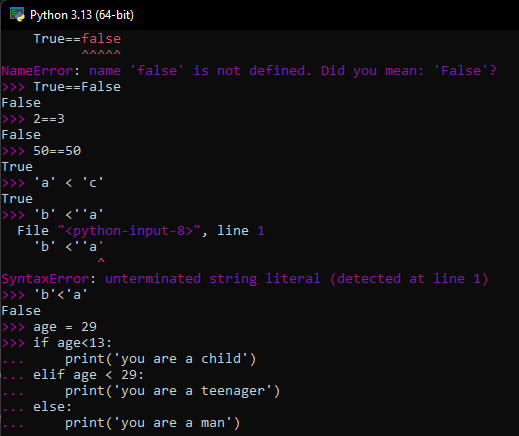 Python 3.13 (64-bit)
    True==false
          ^^^^^
NameError: name 'false' is not defined. Did you mean: 'False'?
>>> True==False
False
>>> 2==3
False
>>> 50==50
True
>>> 'a' < 'c'
True
>>> 'b' <''a'
  File "<python-input-8>", line 1
    'b' <''a'
            ^
SyntaxError: unterminated string literal (detected at line 1)
>>> 'b'<'a'
False
>>> age = 29
>>> if age<13:
...     print('you are a child')
... elif age < 29:
...     print('you are a teenager')
... else:
...     print('you are a man')